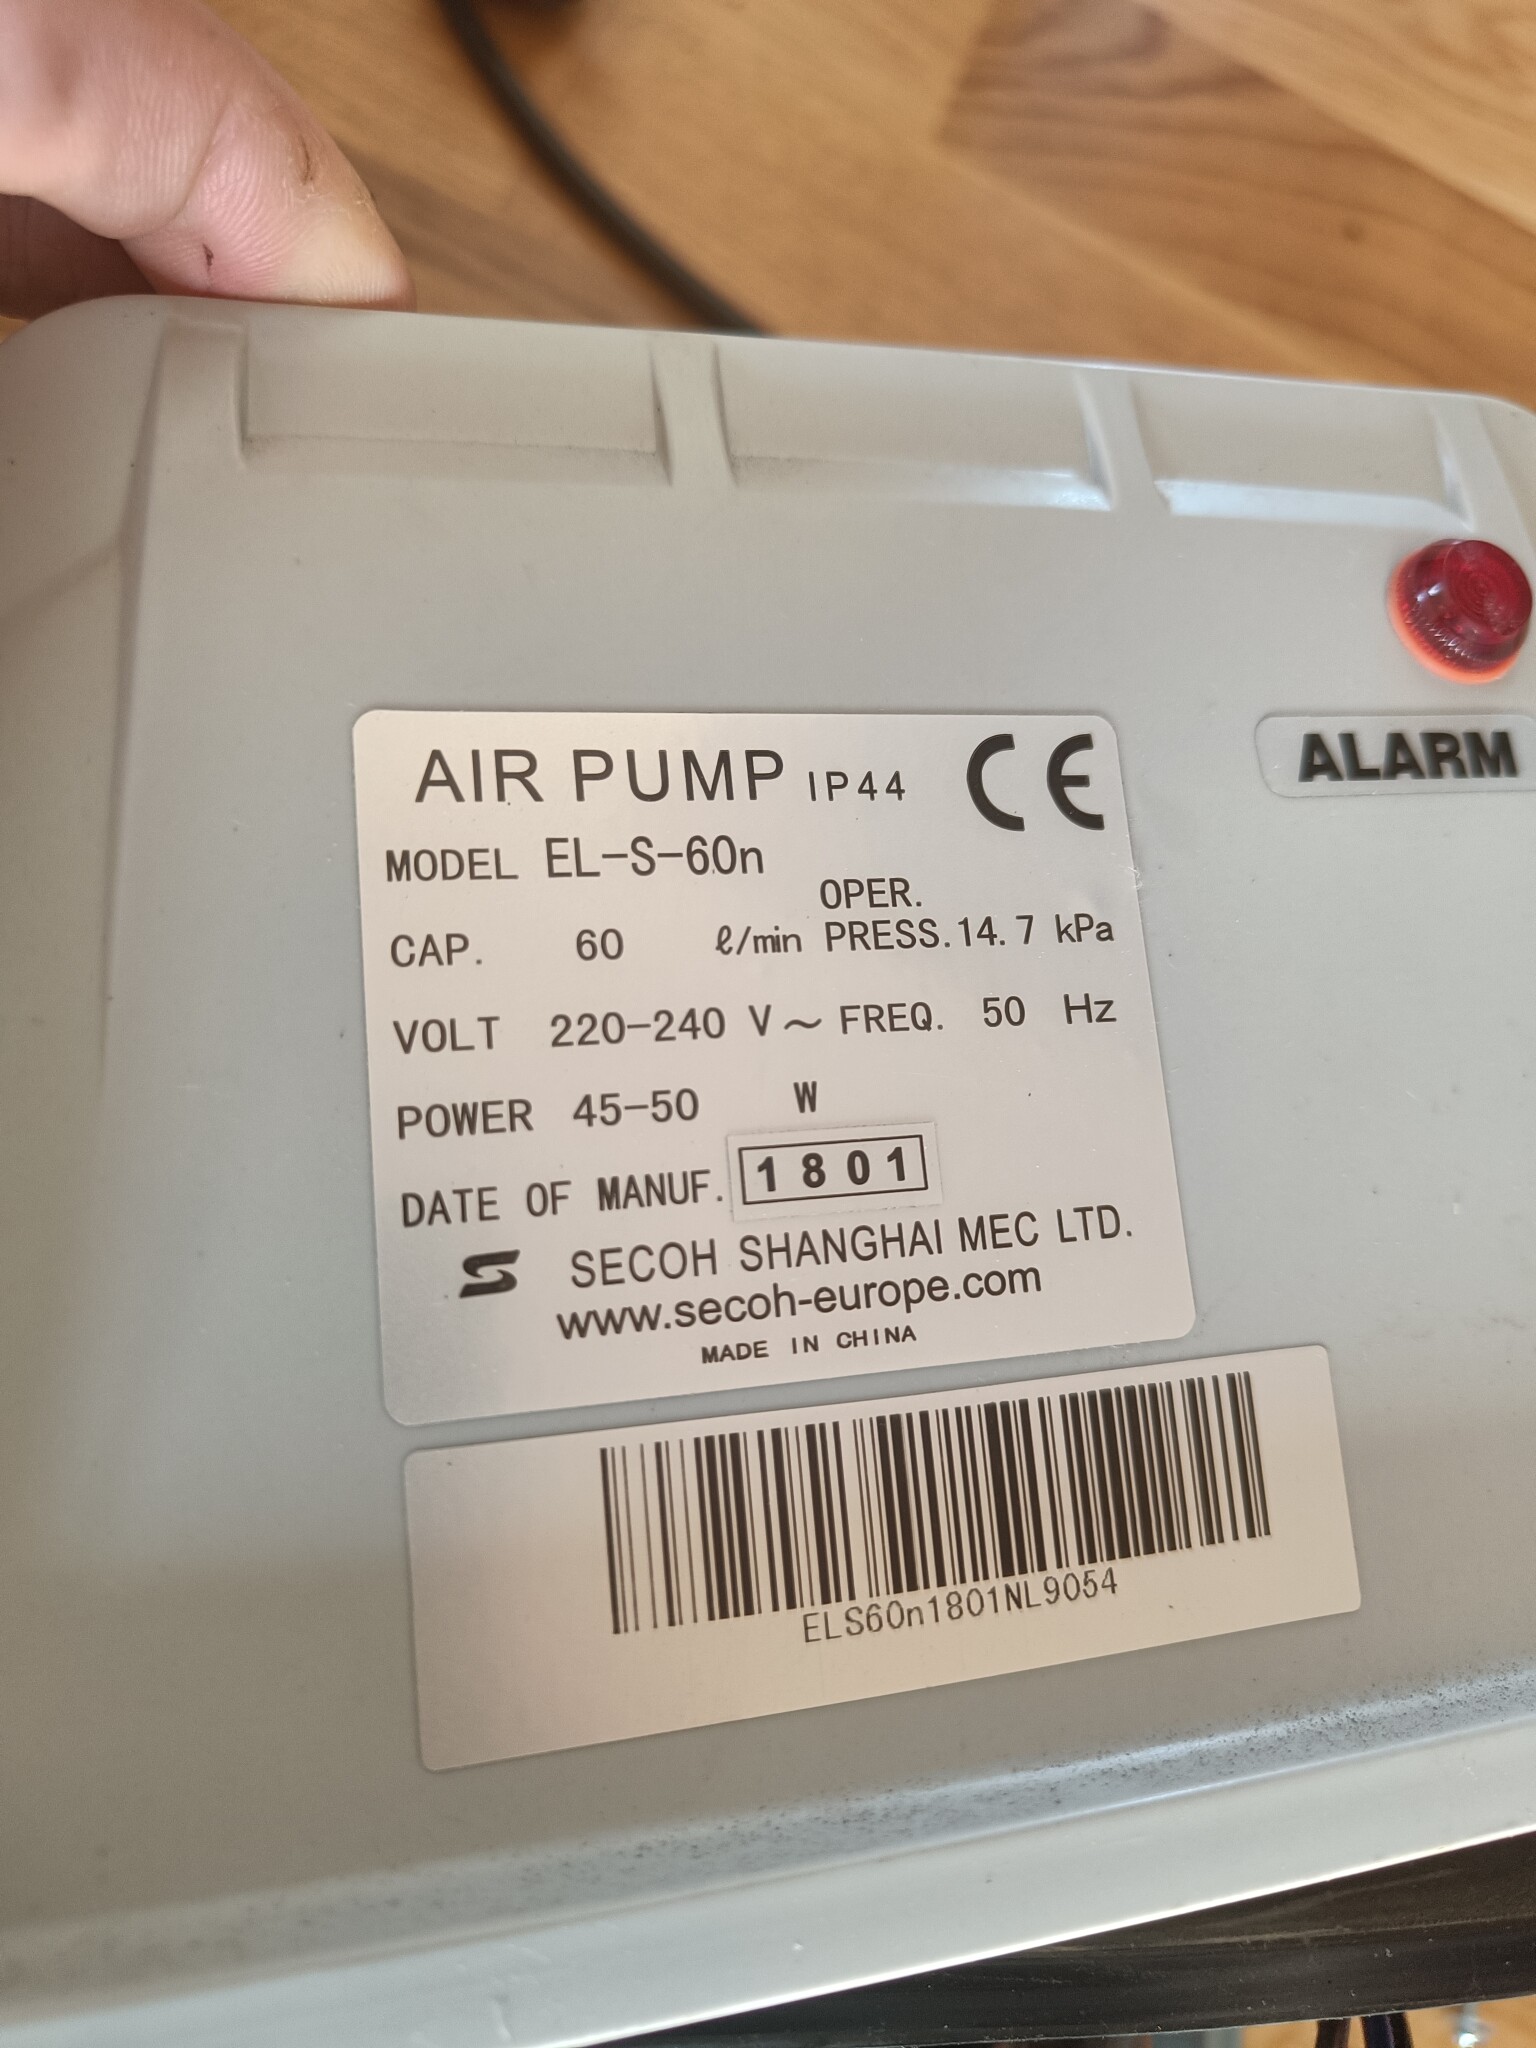 AIR PUMP IP44 CE
MODEL EL-S-60n
CAP. 60 ℓ/min OPER. PRESS. 14.7 kPa
VOLT 220-240 V~ FREQ. 50 Hz
POWER 45-50 W
DATE OF MANUF. 1801
SECOH SHANGHAI MEC LTD.
www.secoh-europe.com
MADE IN CHINA
ELS60n1801NL9054
ALARM